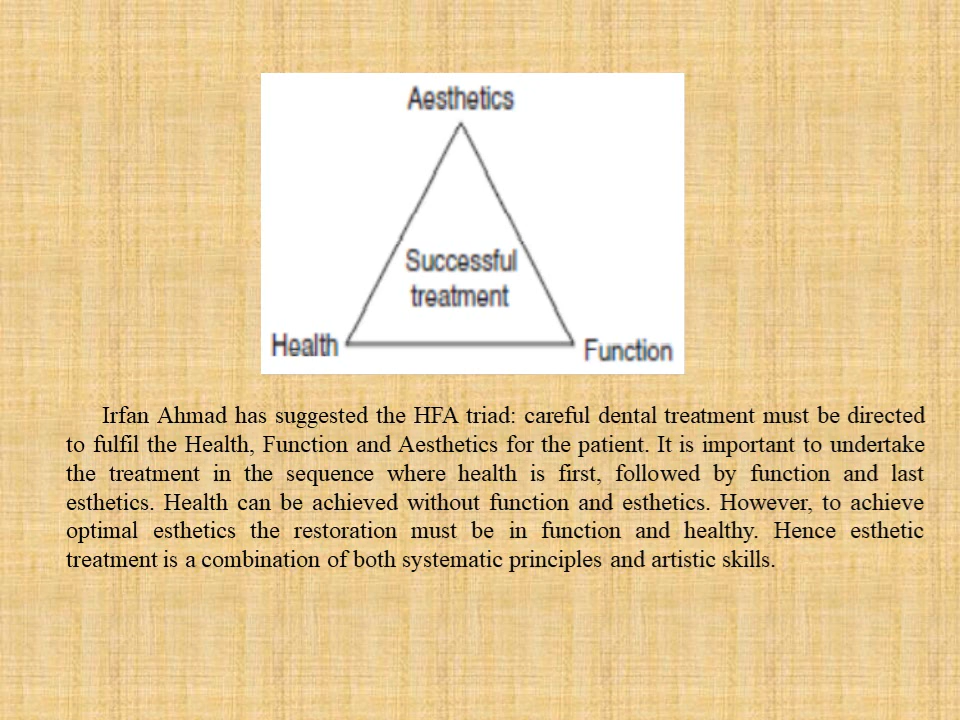 Aesthetics
Successful
treatment
Health
Function
Irfan Ahmad has suggested the HFA triad: careful dental treatment must be directed
to fulfil the Health, Function and Aesthetics for the patient. It is important to undertake
the treatment in the sequence where health is first, followed by function and last
esthetics. Health can be achieved without function and esthetics. However, to achieve
optimal esthetics the restoration must be in function and healthy. Hence esthetic
treatment is a combination of both systematic principles and artistic skills.